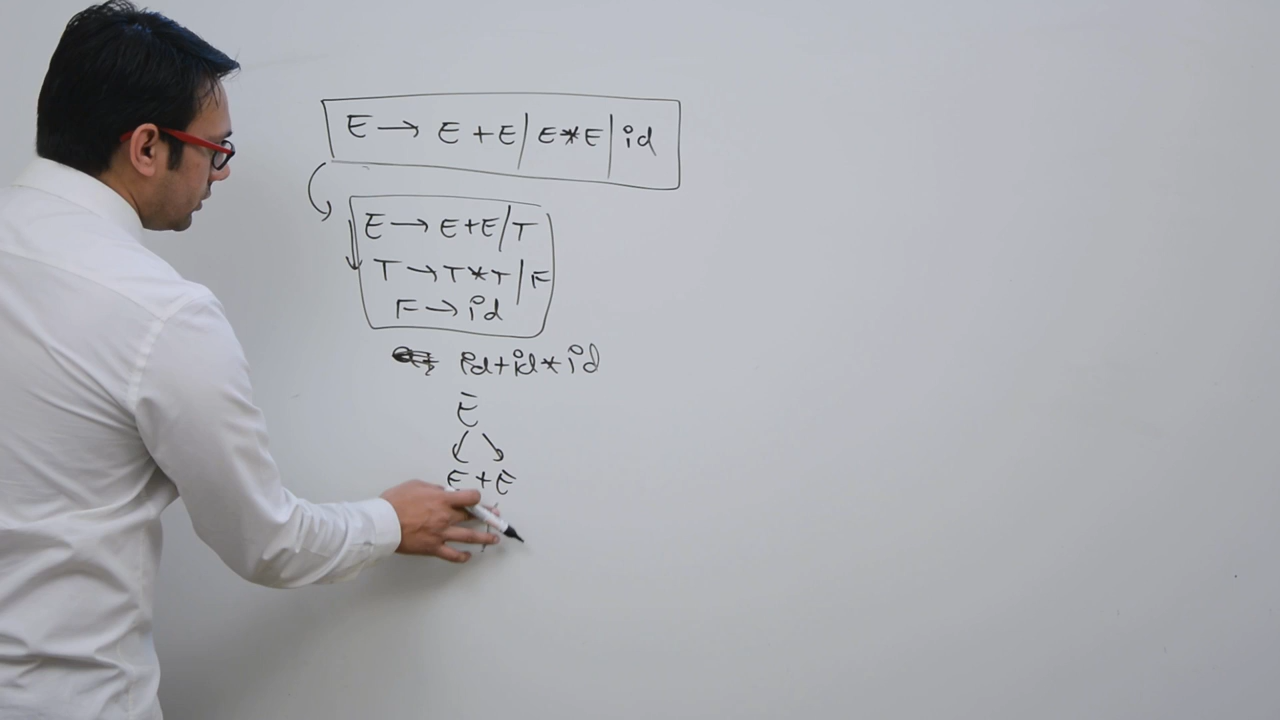 E → E + E | E * E | id
E → E + E / T
T → T * T | F
F → id
id + id * id
E
E + E